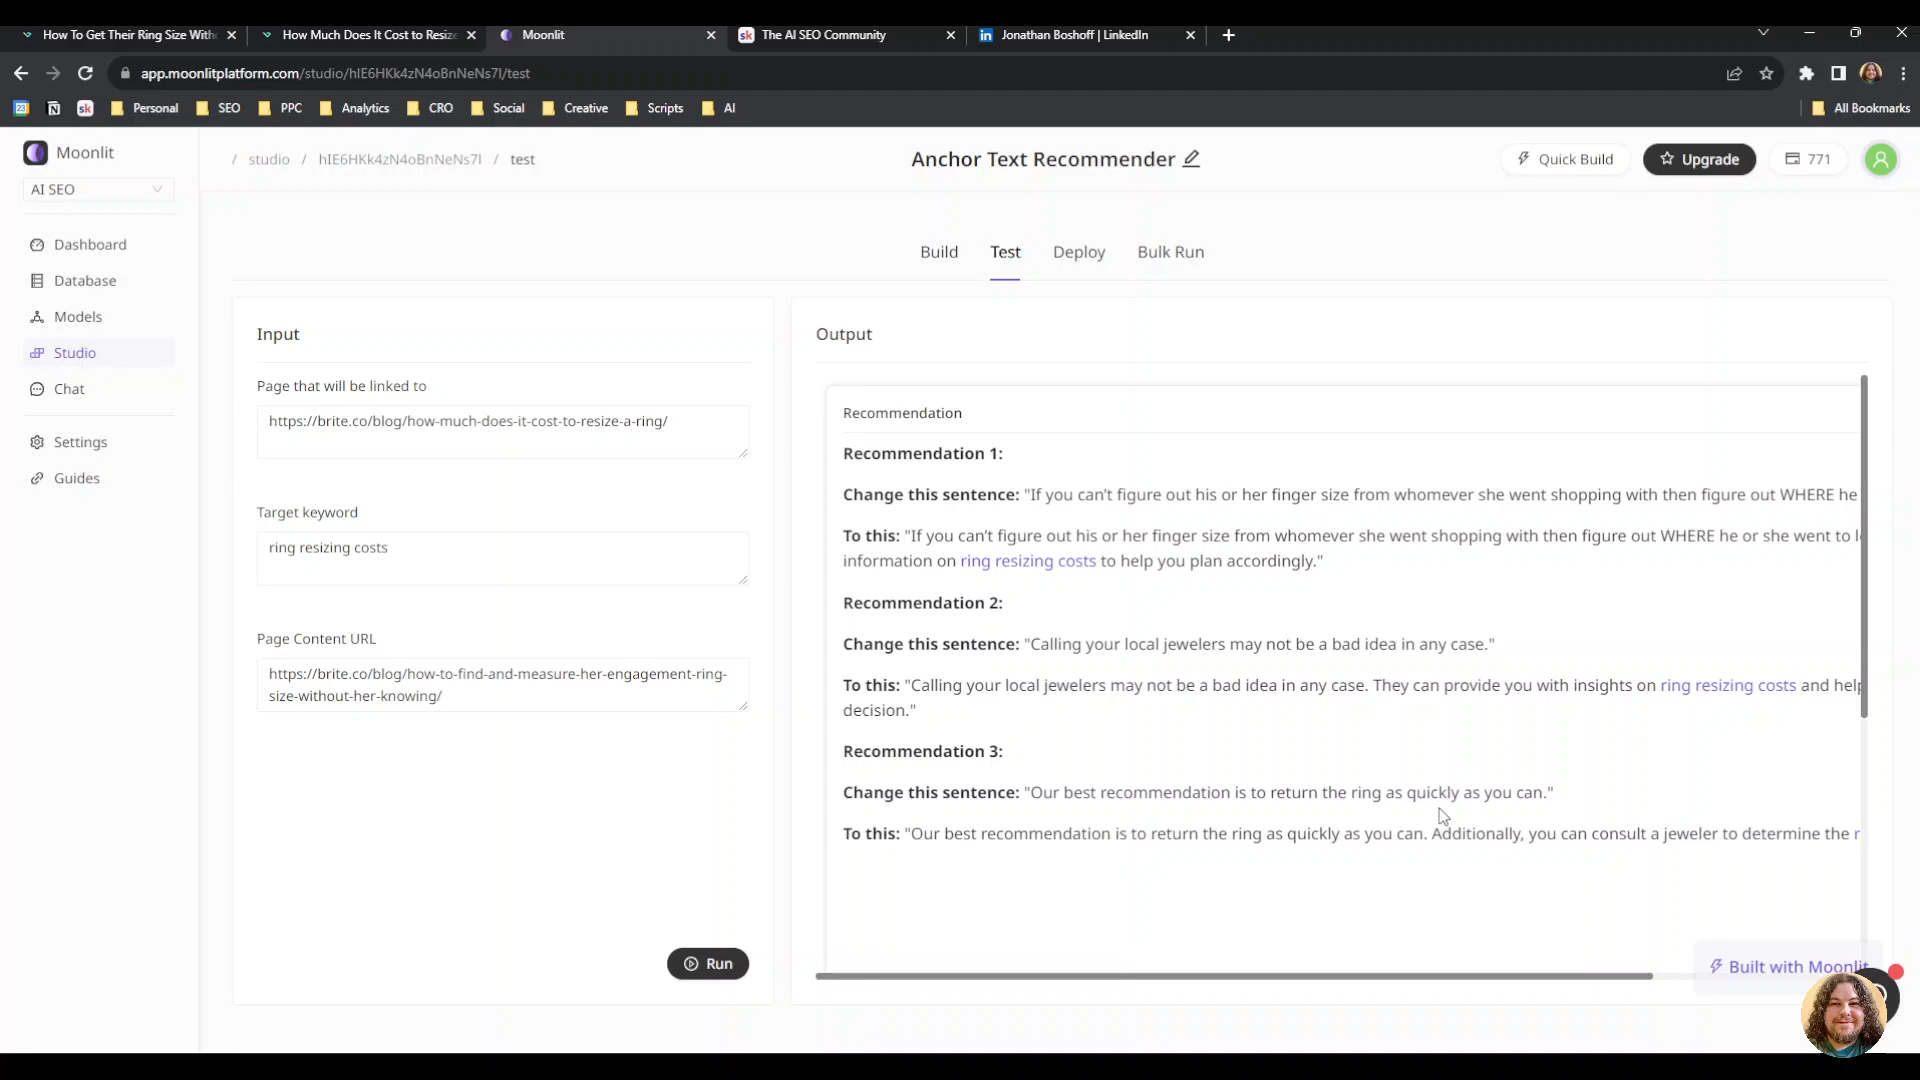 How To Get Their Ring Size With
How Much Does It Cost to Resize
Moonlit
The AI SEO Community
Jonathan Boshoff | LinkedIn
app.moonlitplatform.com/studio/hIE6HKk4zN4oBnNeNs7l/test
23
sk
Personal
SEO
PPC
Analytics
CRO
Social
Creative
Scripts
AI
All Bookmarks
Moonlit
/ studio / hIE6HKk4zN4oBnNeNs7l / test
Anchor Text Recommender
Quick Build
Upgrade
771
AI SEO
Dashboard
Database
Models
Studio
Chat
Settings
Guides
Build
Test
Deploy
Bulk Run
Input
Page that will be linked to
https://brite.co/blog/how-much-does-it-cost-to-resize-a-ring/
Target keyword
ring resizing costs
Page Content URL
https://brite.co/blog/how-to-find-and-measure-her-engagement-ring-
size-without-her-knowing/
Run
Output
Recommendation
Recommendation 1:
Change this sentence: "If you can't figure out his or her finger size from whomever she went shopping with then figure out WHERE he
To this: "If you can't figure out his or her finger size from whomever she went shopping with then figure out WHERE he or she went to l
information on ring resizing costs to help you plan accordingly."
Recommendation 2:
Change this sentence: "Calling your local jewelers may not be a bad idea in any case."
To this: "Calling your local jewelers may not be a bad idea in any case. They can provide you with insights on ring resizing costs and help
decision."
Recommendation 3:
Change this sentence: "Our best recommendation is to return the ring as quickly as you can."
To this: "Our best recommendation is to return the ring as quickly as you can. Additionally, you can consult a jeweler to determine the r
Built with Moonlit